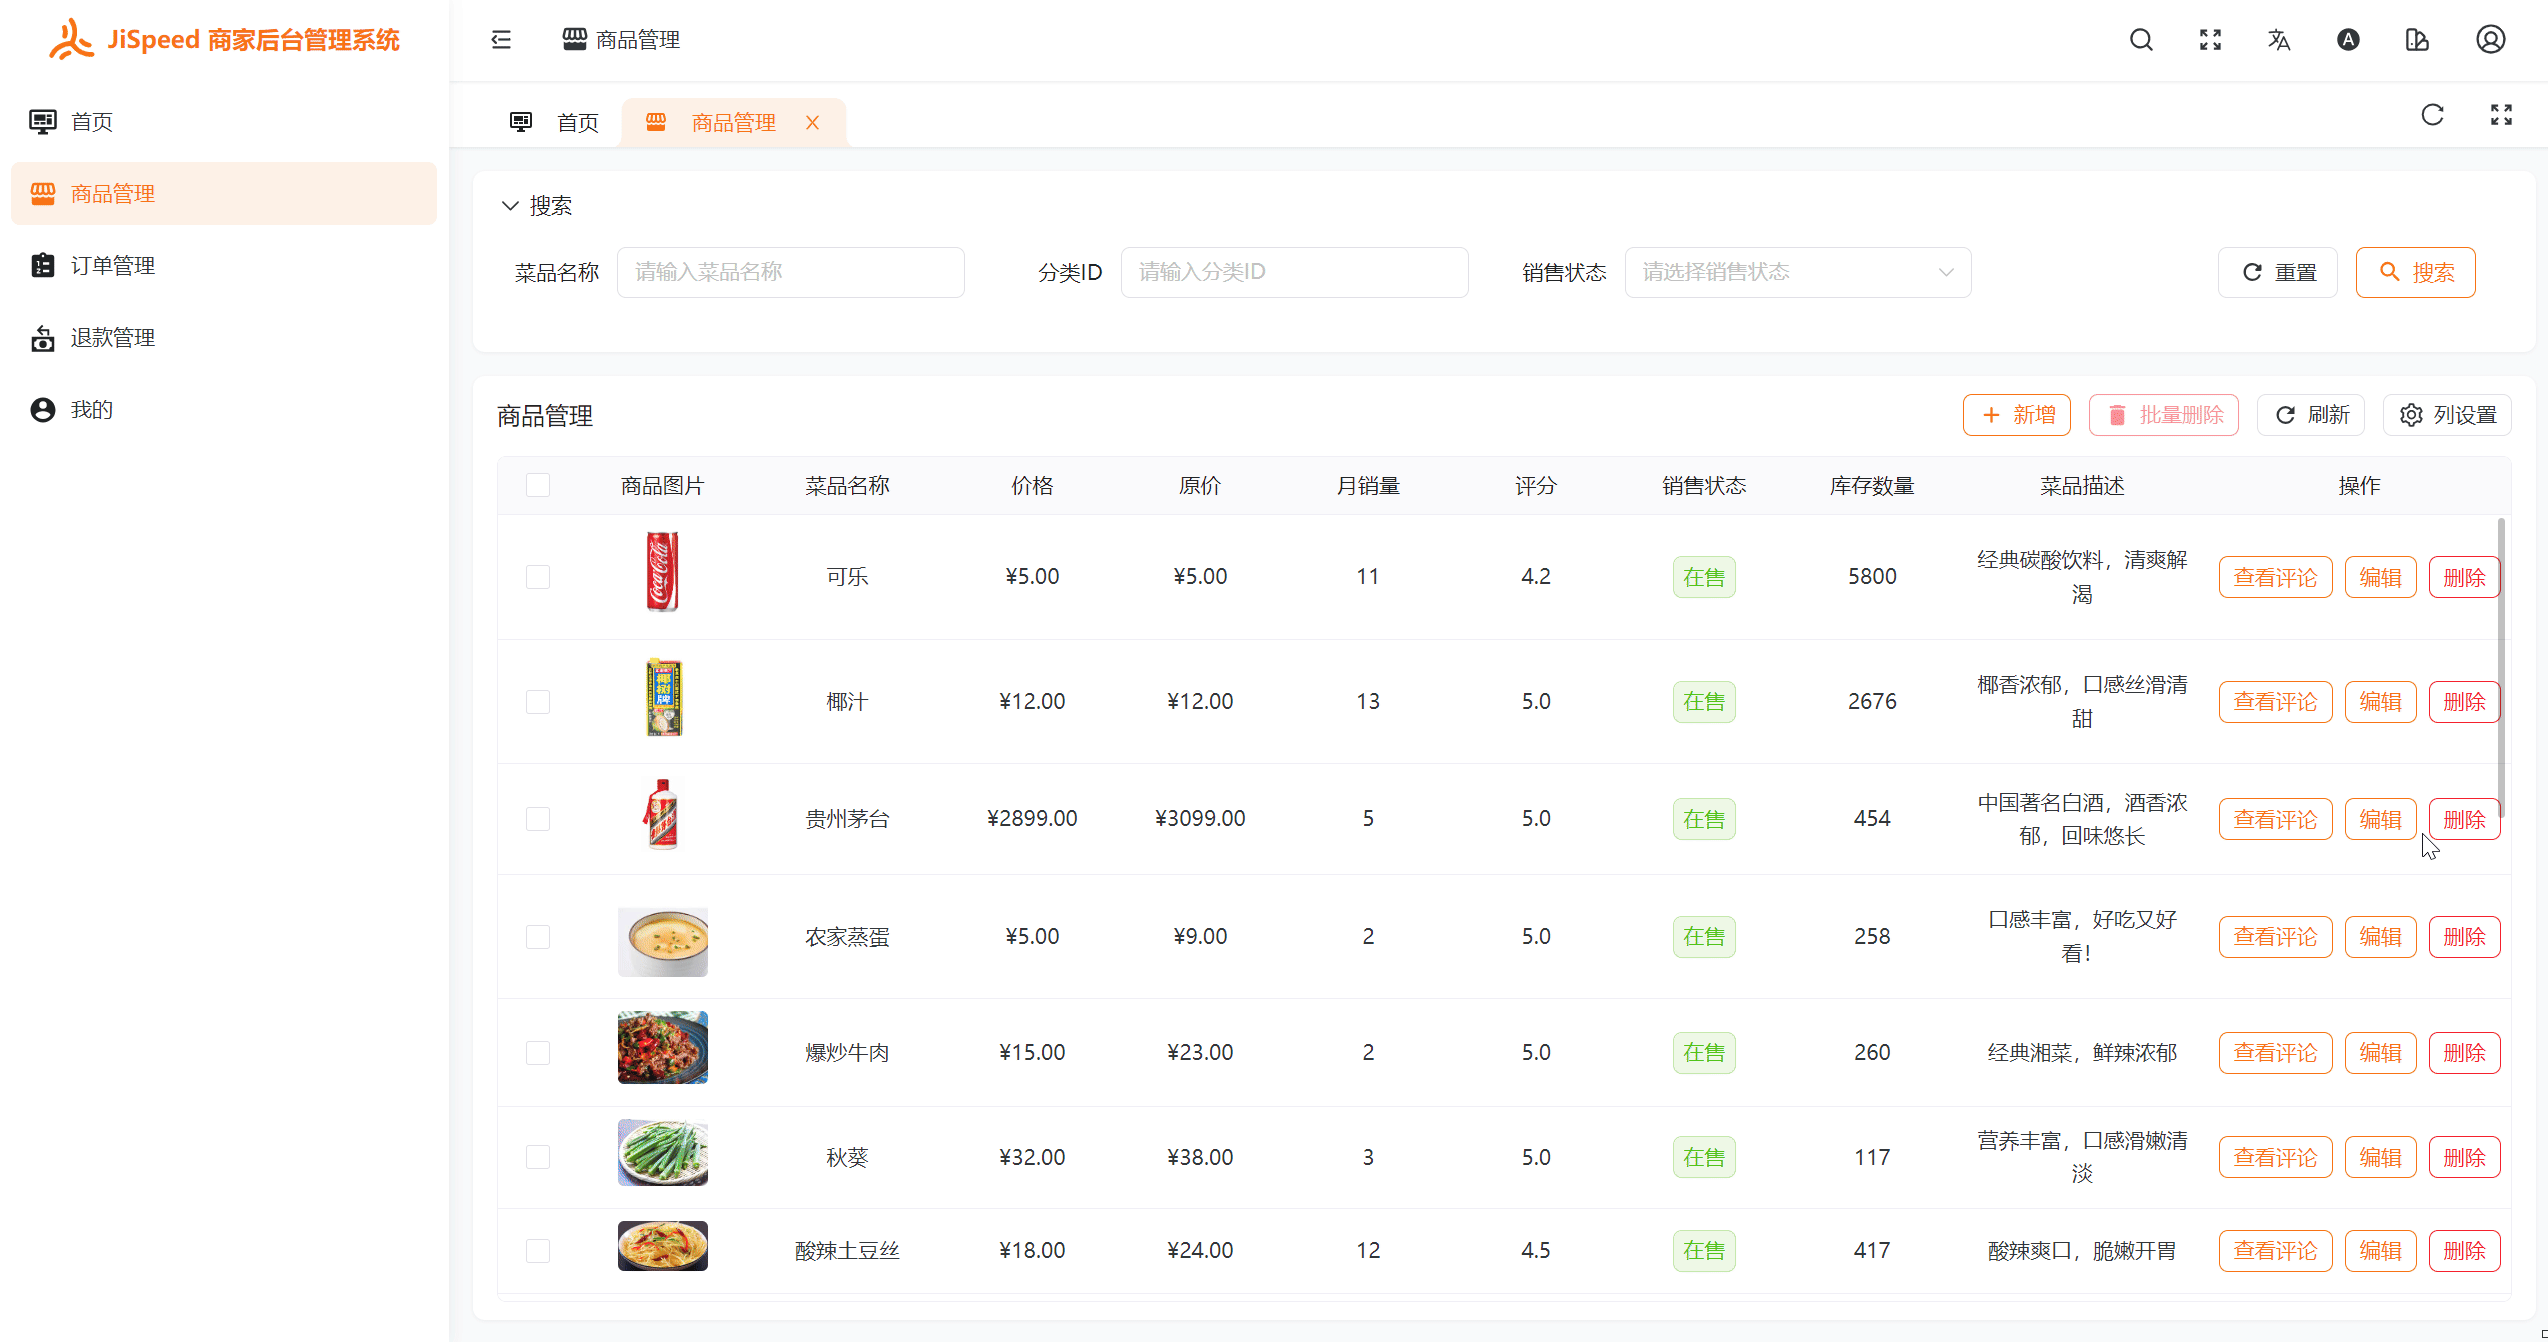 JiSpeed 商家后台管理系统
商品管理
首页
商品管理
订单管理
退款管理
我的
首页
商品管理
搜索
菜品名称
请输入菜品名称
分类ID
请输入分类ID
销售状态
请选择销售状态
重置
搜索
商品管理
新增
批量删除
刷新
列设置
商品图片 菜品名称 价格 原价 月销量 评分 销售状态 库存数量 菜品描述 操作
Coca-Cola
可乐 ¥5.00 ¥5.00 11 4.2 在售 5800 经典碳酸饮料，清爽解
渴
查看评论 编辑 删除
椰树牌
椰汁 ¥12.00 ¥12.00 13 5.0 在售 2676 椰香浓郁，口感丝滑清
甜
查看评论 编辑 删除
贵州茅台 ¥2899.00 ¥3099.00 5 5.0 在售 454 中国著名白酒，酒香浓
郁，回味悠长
查看评论 编辑 删除
农家蒸蛋 ¥5.00 ¥9.00 2 5.0 在售 258 口感丰富，好吃又好
看！
查看评论 编辑 删除
爆炒牛肉 ¥15.00 ¥23.00 2 5.0 在售 260 经典湘菜，鲜辣浓郁 查看评论 编辑 删除
秋葵 ¥32.00 ¥38.00 3 5.0 在售 117 营养丰富，口感滑嫩清
淡
查看评论 编辑 删除
酸辣土豆丝 ¥18.00 ¥24.00 12 4.5 在售 417 酸辣爽口，脆嫩开胃 查看评论 编辑 删除